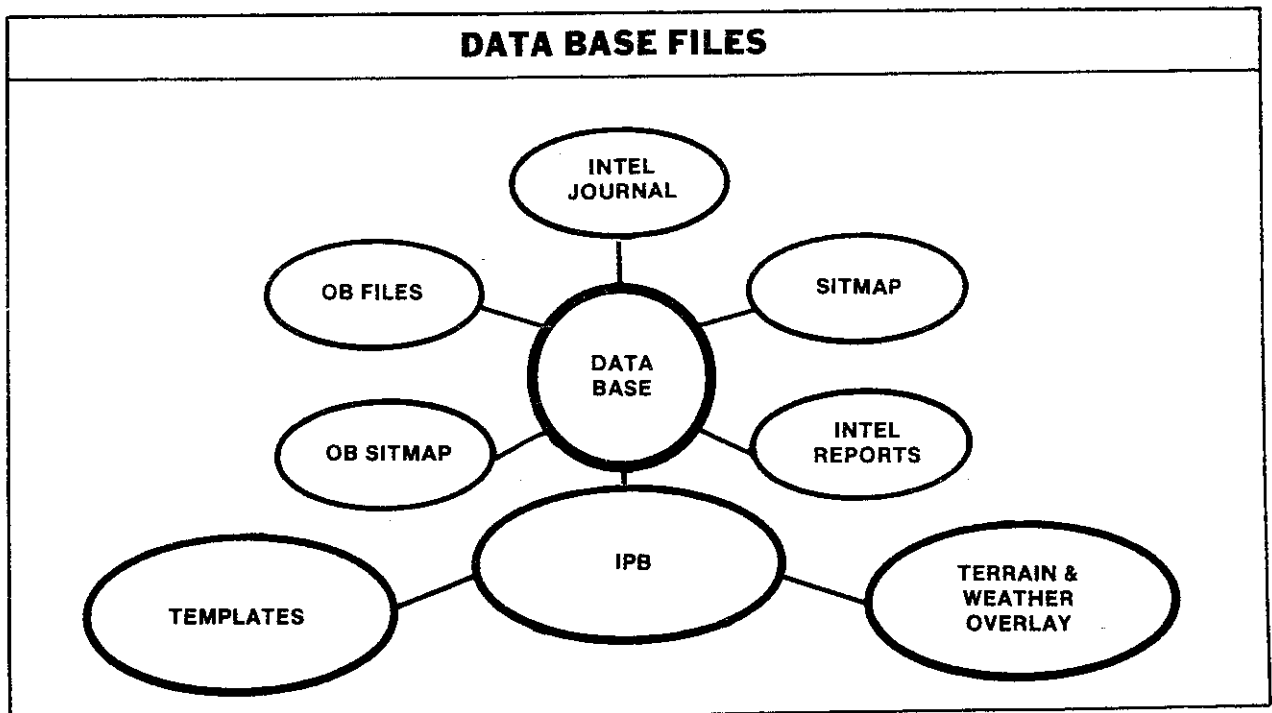 DATA BASE FILES
INTEL
JOURNAL
OB FILES
SITMAP
DATA
BASE
OB SITMAP
INTEL
REPORTS
IPB
TEMPLATES
TERRAIN &
WEATHER
OVERLAY